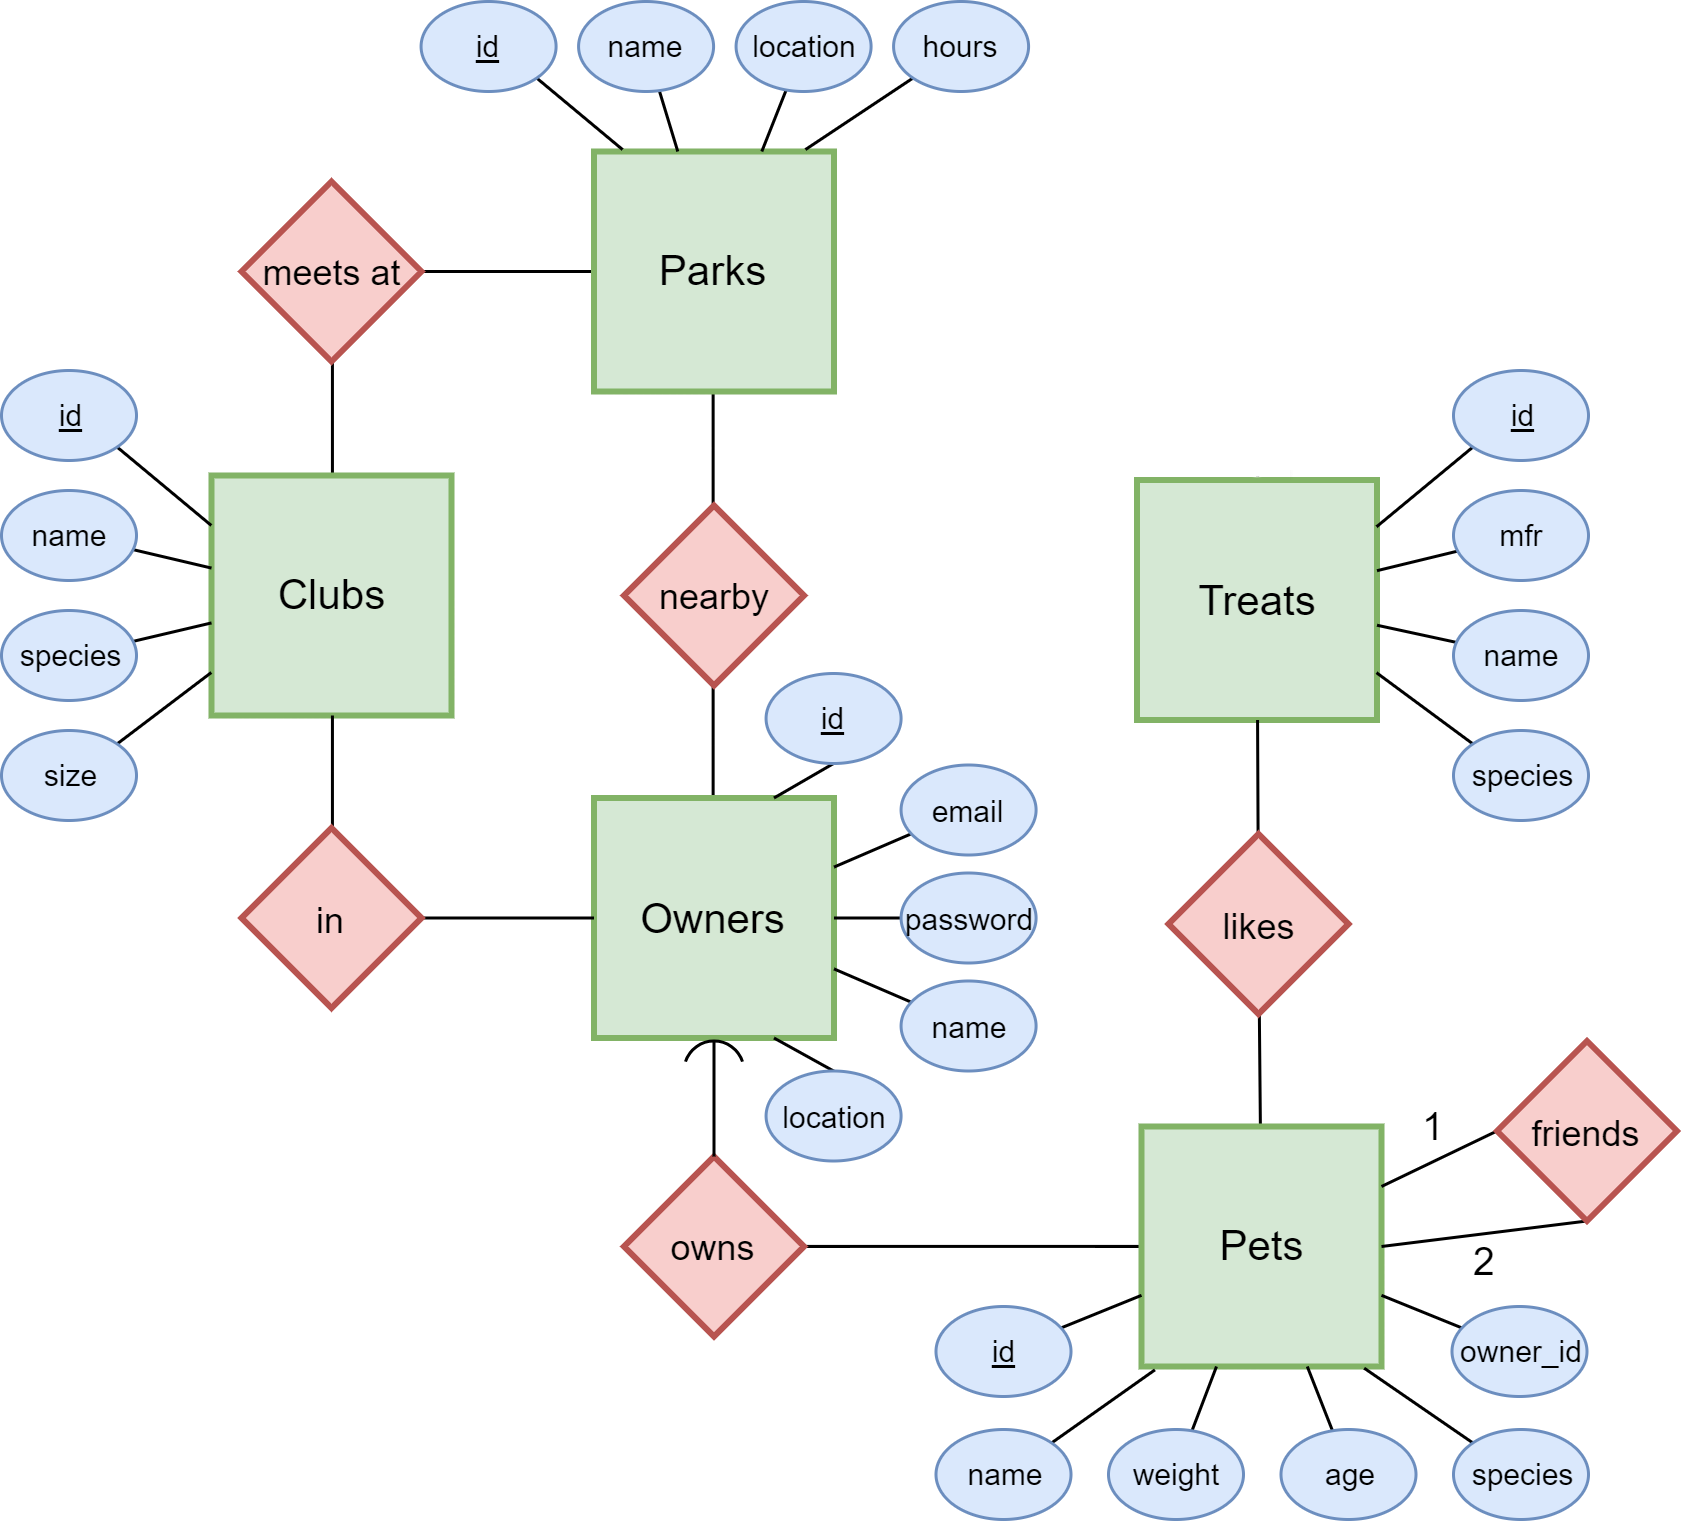 id
name
location
hours
meets at
Parks
id
name
species
size
Clubs
nearby
Treats
id
mfr
name
species
in
Owners
id
email
password
name
location
likes
owns
Pets
1
friends
2
id
owner_id
name
weight
age
species